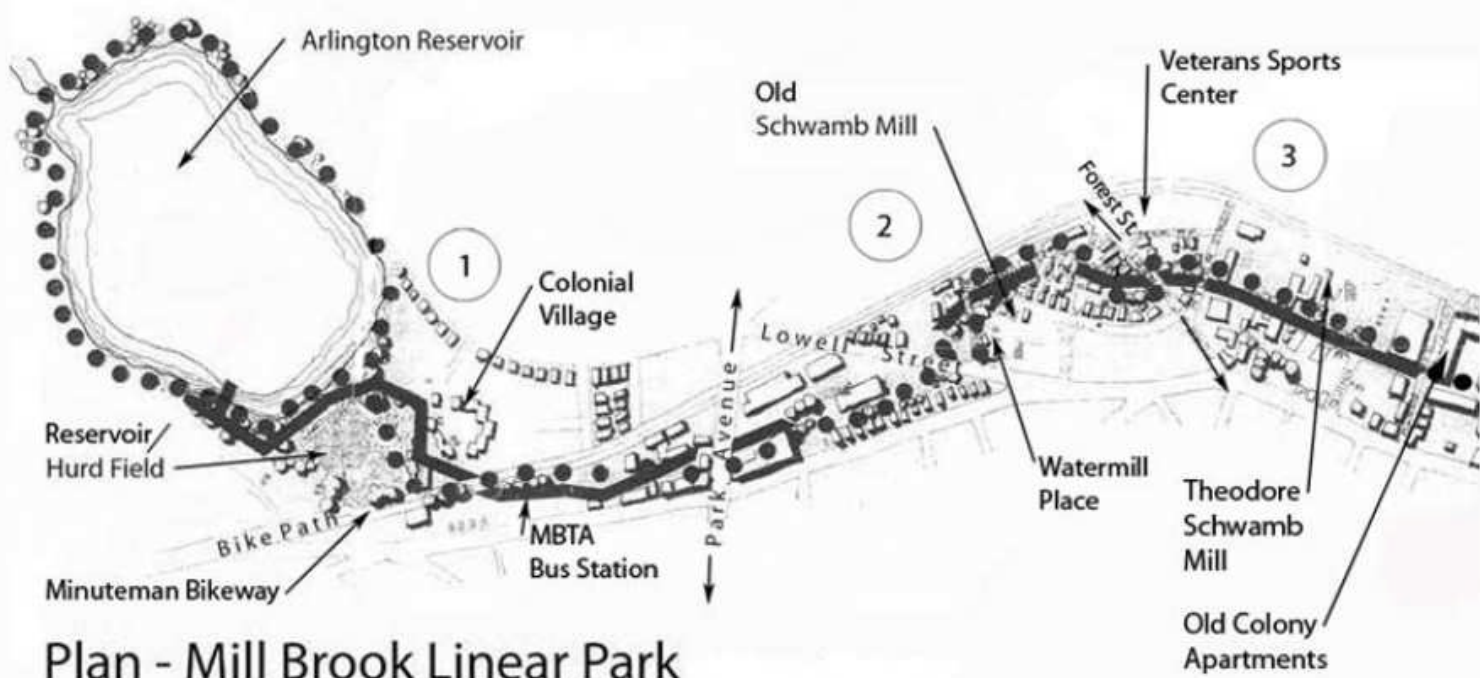 Arlington Reservoir
Veterans Sports
Center
Old
Schwamb Mill
3
Forest St
2
1
Colonial
Village
Lowell Street
Park Avenue
Reservoir
Hurd Field
Bike Path
MBTA
Bus Station
Minuteman Bikeway
Watermill
Place
Theodore
Schwamb
Mill
Old Colony
Apartments
Plan - Mill Brook Linear Park